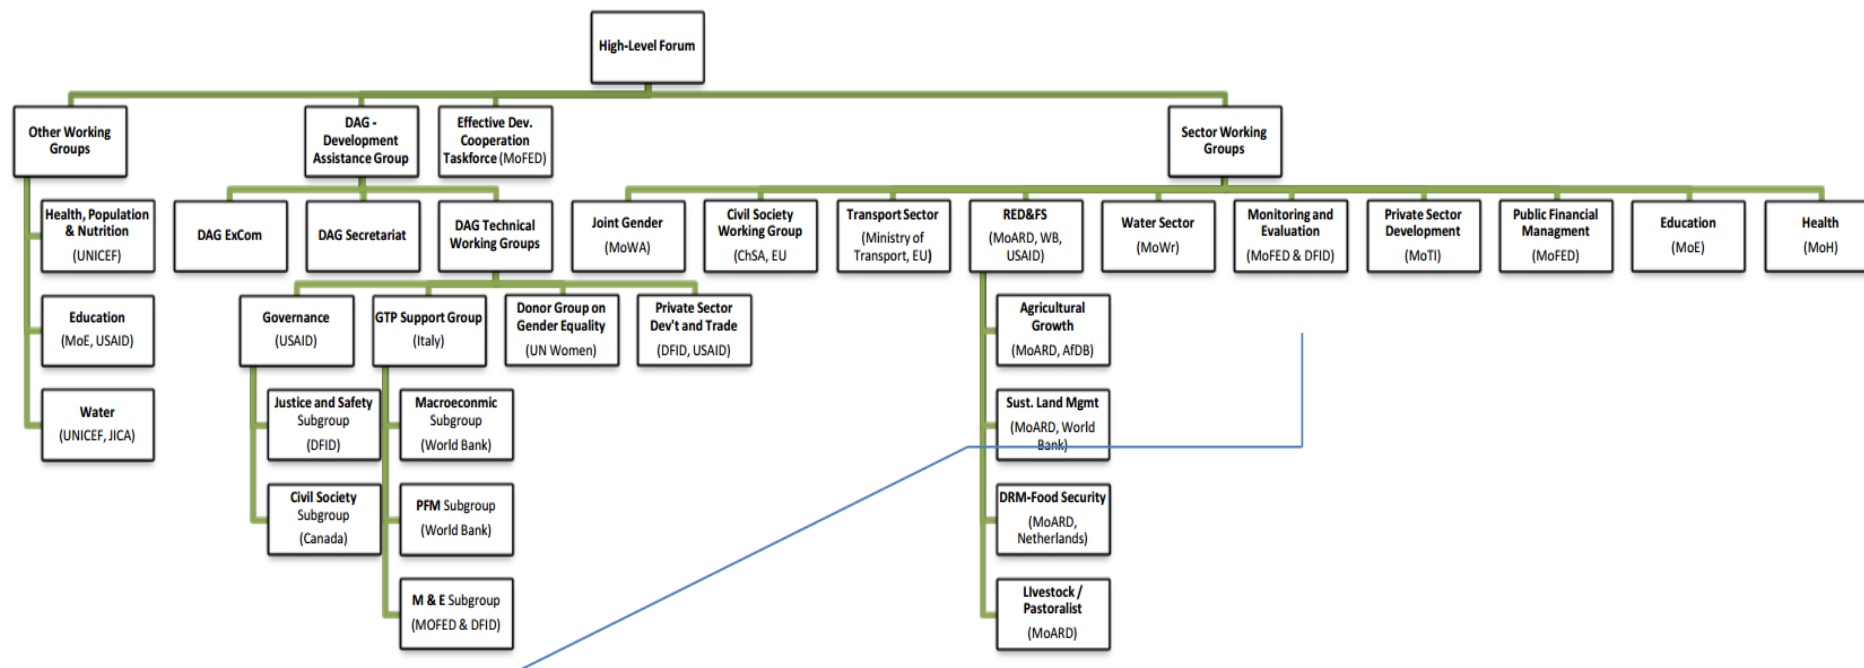 High-Level Forum
Other Working
Groups
DAG -
Development
Assistance Group
Effective Dev.
Cooperation
Taskforce (MoFED)
Sector Working
Groups
Health, Population
& Nutrition
(UNICEF)
DAG ExCom
DAG Secretariat
DAG Technical
Working Groups
Joint Gender
(MoWA)
Civil Society
Working Group
(ChSA, EU
Transport Sector
(Ministry of
Transport, EU)
RED&FS
(MoARD, WB,
USAID)
Water Sector
(MoWr)
Monitoring and
Evaluation
(MoFED & DFID)
Private Sector
Development
(MoTI)
Public Financial
Managment
(MoFED)
Education
(MoE)
Health
(MoH)
Education
(MoE, USAID)
Governance
(USAID)
GTP Support Group
(Italy)
Donor Group on
Gender Equality
(UN Women)
Private Sector
Dev't and Trade
(DFID, USAID)
Agricultural
Growth
(MoARD, AfDB)
Water
(UNICEF, JICA)
Justice and Safety
Subgroup
(DFID)
Macroeconmic
Subgroup
(World Bank)
Sust. Land Mgmt
(MoARD, World
Bank)
Civil Society
Subgroup
(Canada)
PFM Subgroup
(World Bank)
DRM-Food Security
(MoARD,
Netherlands)
M & E Subgroup
(MOFED & DFID)
LIvestock /
Pastoralist
(MoARD)